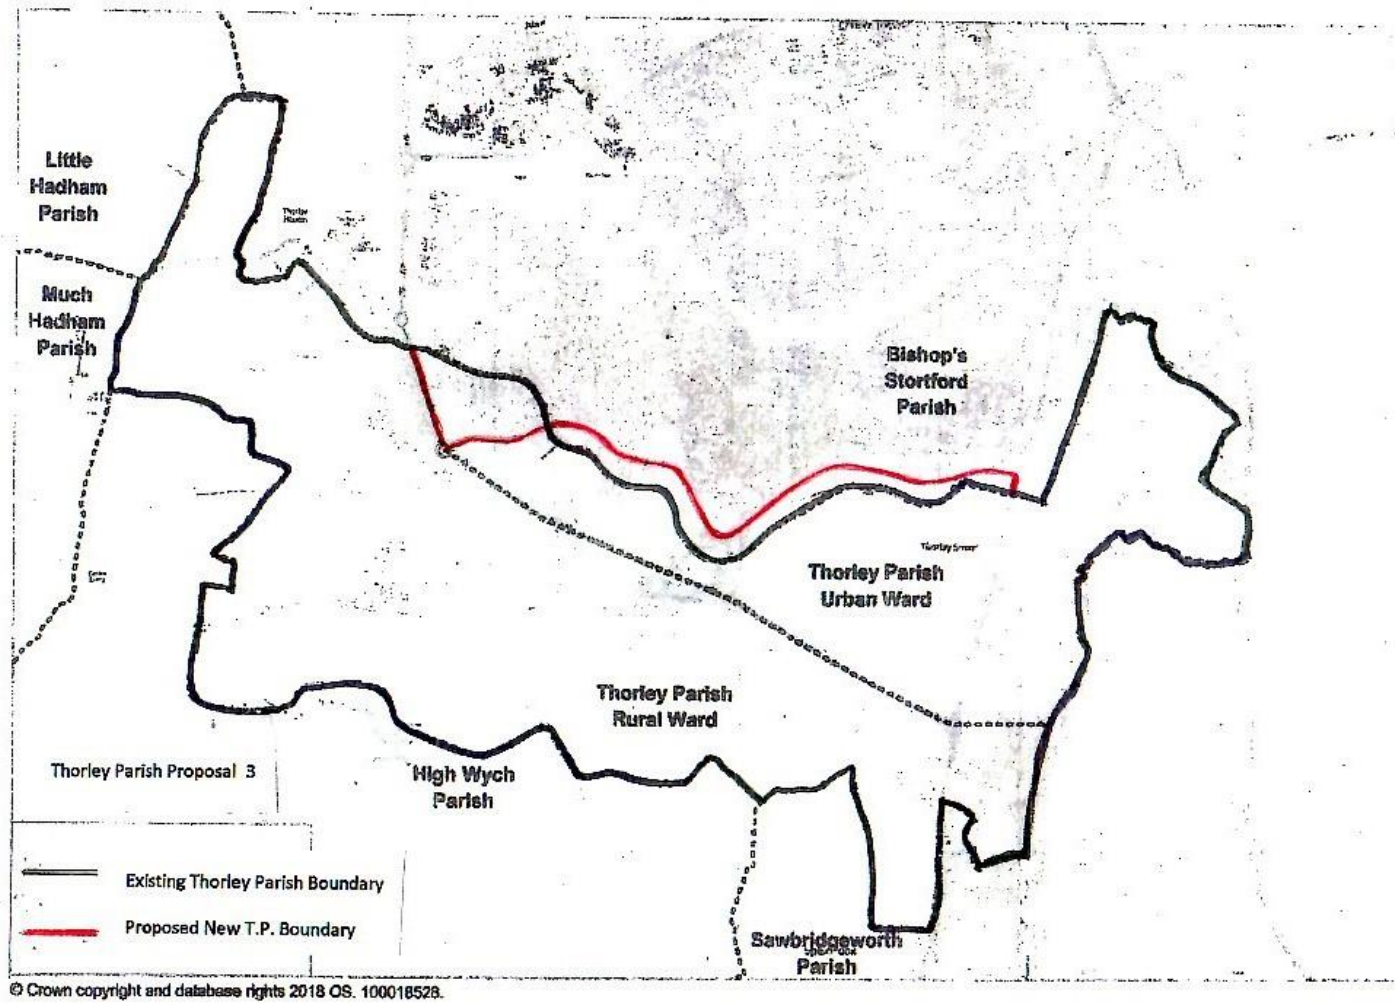 Little
Hadham
Parish
Much
Hadham
Parish
Bishop's
Stortford
Parish
Thorley Street
Thorley Parish
Urban Ward
Thorley Parish
Rural Ward
High Wych
Parish
Thorley Parish Proposal 3
Existing Thorley Parish Boundary
Proposed New T.P. Boundary
Sawbridgeworth
Parish
© Crown copyright and database rights 2018 OS. 100018528.